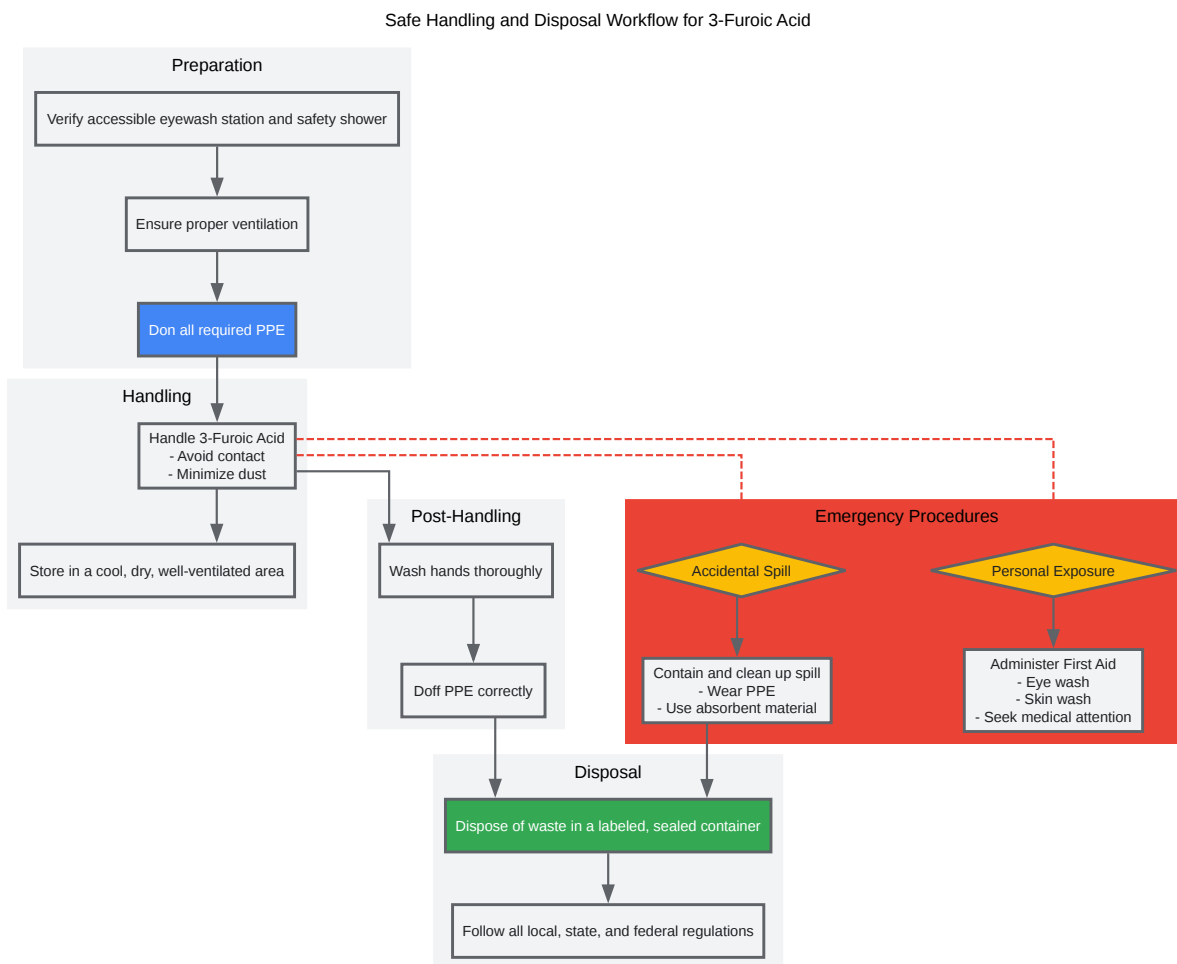 Safe Handling and Disposal Workflow for 3-Furoic Acid
Preparation
Verify accessible eyewash station and safety shower
Ensure proper ventilation
Don all required PPE
Handling
Handle 3-Furoic Acid
- Avoid contact
- Minimize dust
Store in a cool, dry, well-ventilated area
Post-Handling
Wash hands thoroughly
Doff PPE correctly
Emergency Procedures
Accidental Spill
Personal Exposure
Contain and clean up spill
- Wear PPE
- Use absorbent material
Administer First Aid
- Eye wash
- Skin wash
- Seek medical attention
Disposal
Dispose of waste in a labeled, sealed container
Follow all local, state, and federal regulations